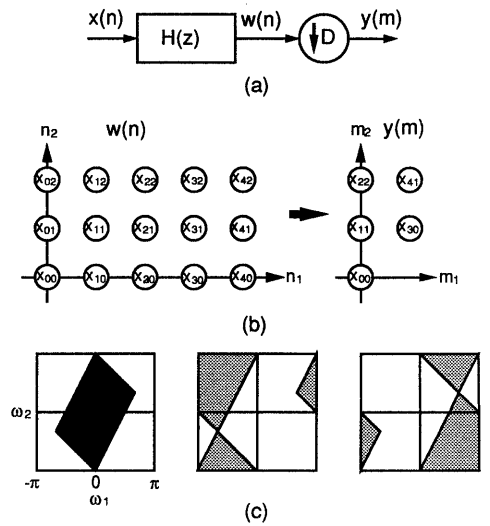 x(n) H(z) w(n) ↓D y(m)
(a)
n2 w(n) m2 y(m)
x02 x12 x22 x32 x42 x22 x41
x01 x11 x21 x31 x41 x11 x30
x00 x10 x20 x30 x40 n1 x00 m1
(b)
ω2
-π 0 π
ω1
(c)